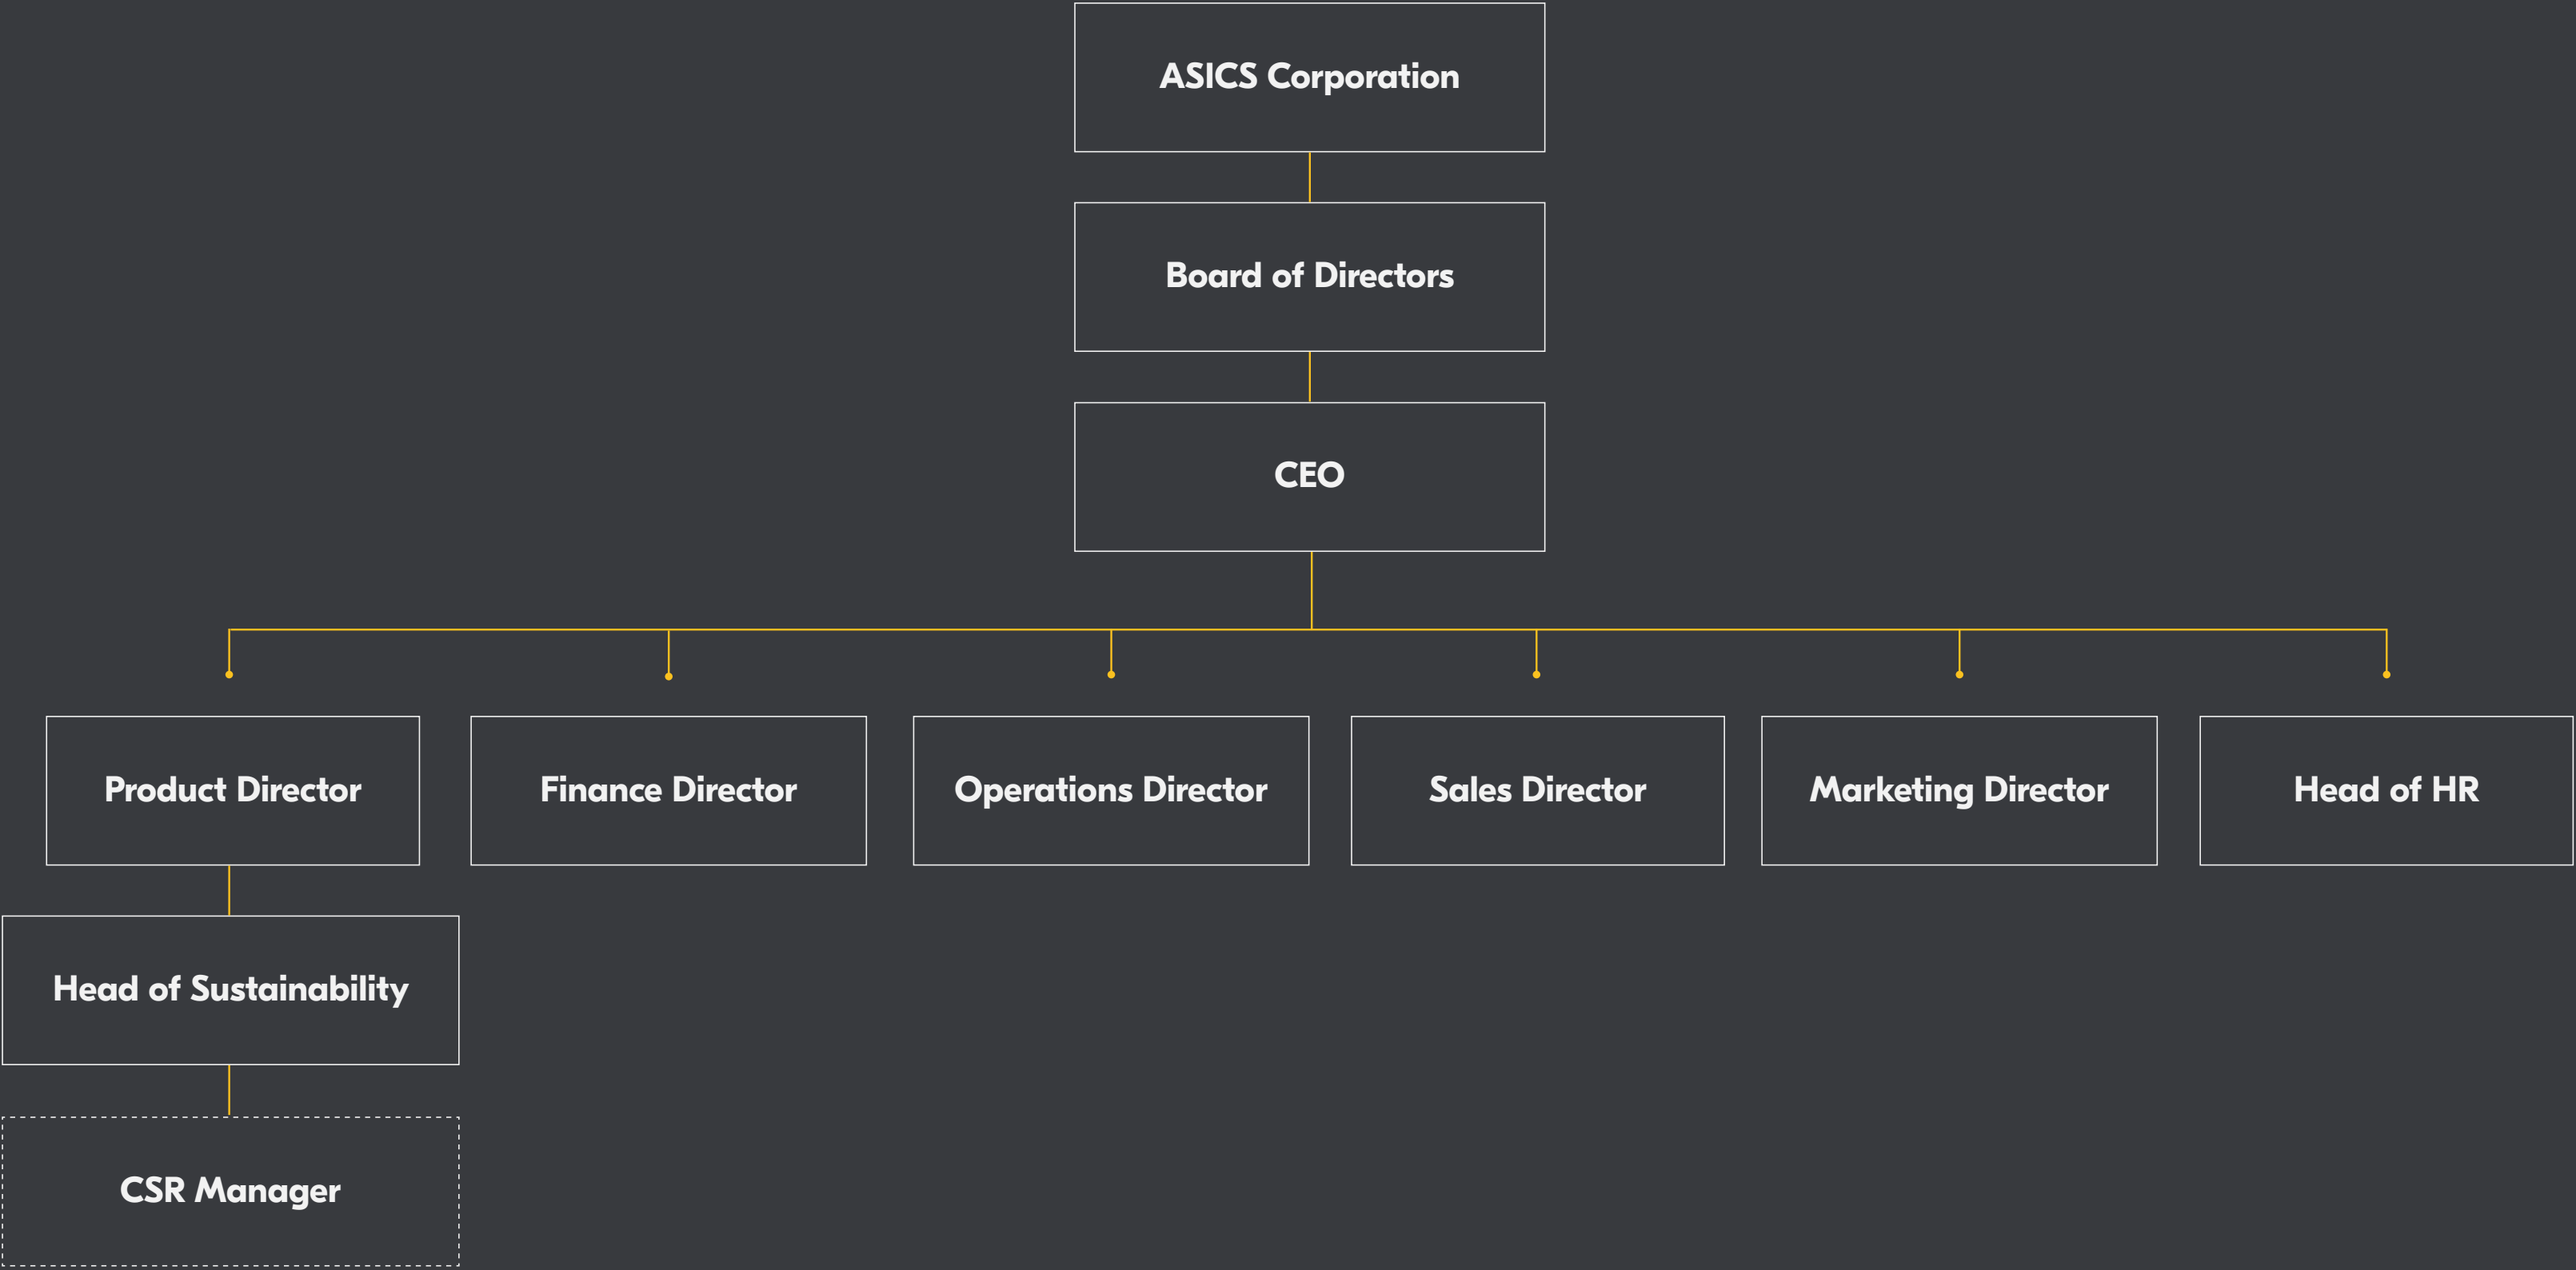 ASICS Corporation
Board of Directors
CEO
Product Director
Finance Director
Operations Director
Sales Director
Marketing Director
Head of HR
Head of Sustainability
CSR Manager